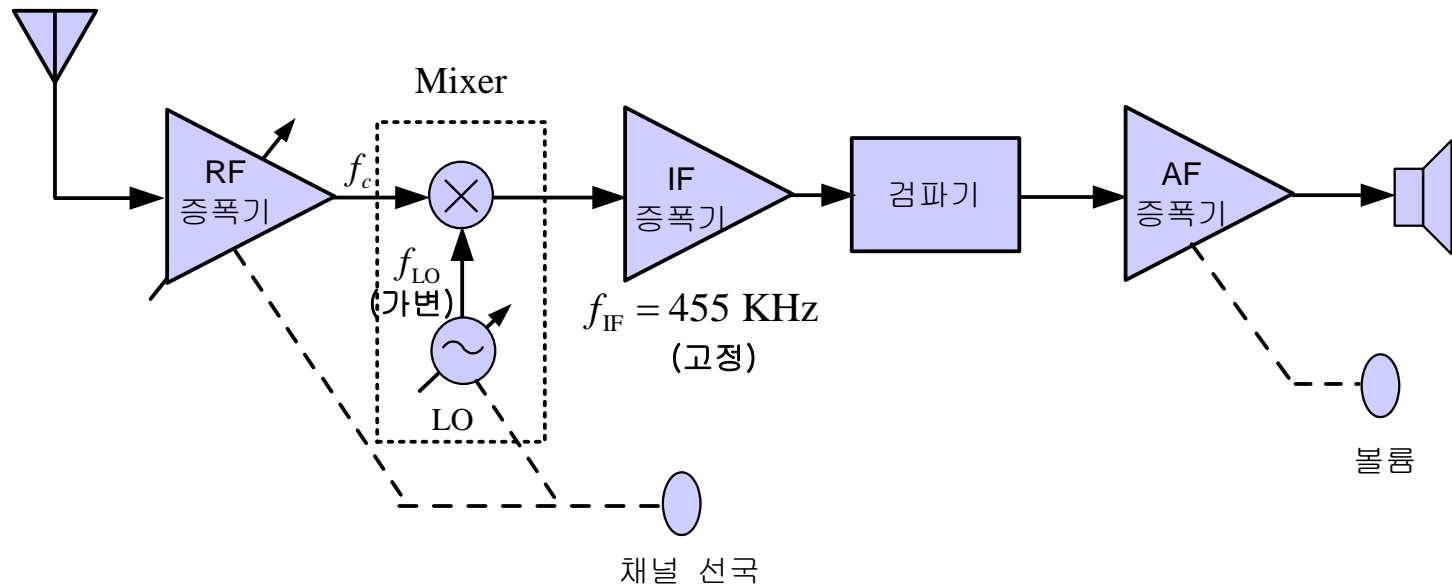 Mixer
RF
증폭기
f_c
f_LO
(가변)
LO
IF
증폭기
f_IF = 455 KHz
(고정)
검파기
AF
증폭기
볼륨
채널 선국